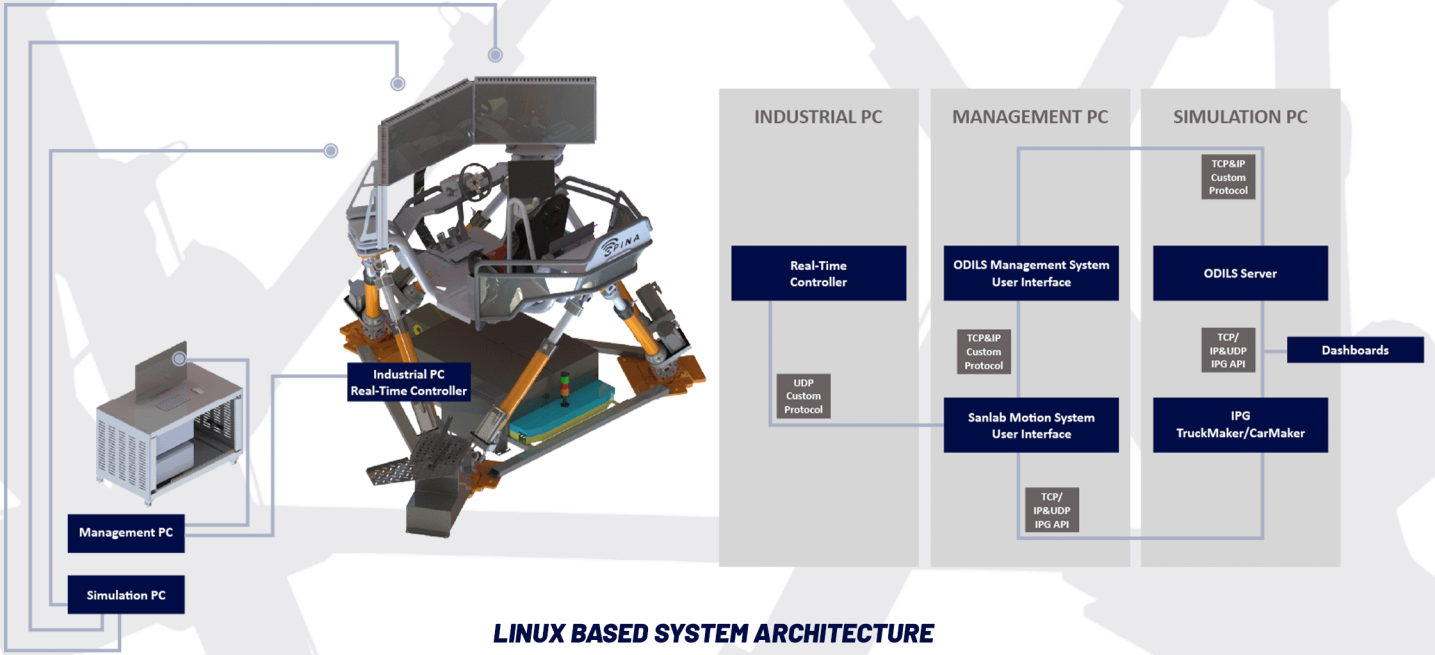 INDUSTRIAL PC
MANAGEMENT PC
SIMULATION PC
TCP&IP
Custom
Protocol
Real-Time
Controller
ODILS Management System
User Interface
ODILS Server
TCP&IP
Custom
Protocol
TCP/
IP&UDP
IPG API
Dashboards
UDP
Custom
Protocol
Sanlab Motion System
User Interface
IPG
TruckMaker/CarMaker
TCP/
IP&UDP
IPG API
SPINA
Industrial PC
Real-Time Controller
Management PC
Simulation PC
LINUX BASED SYSTEM ARCHITECTURE